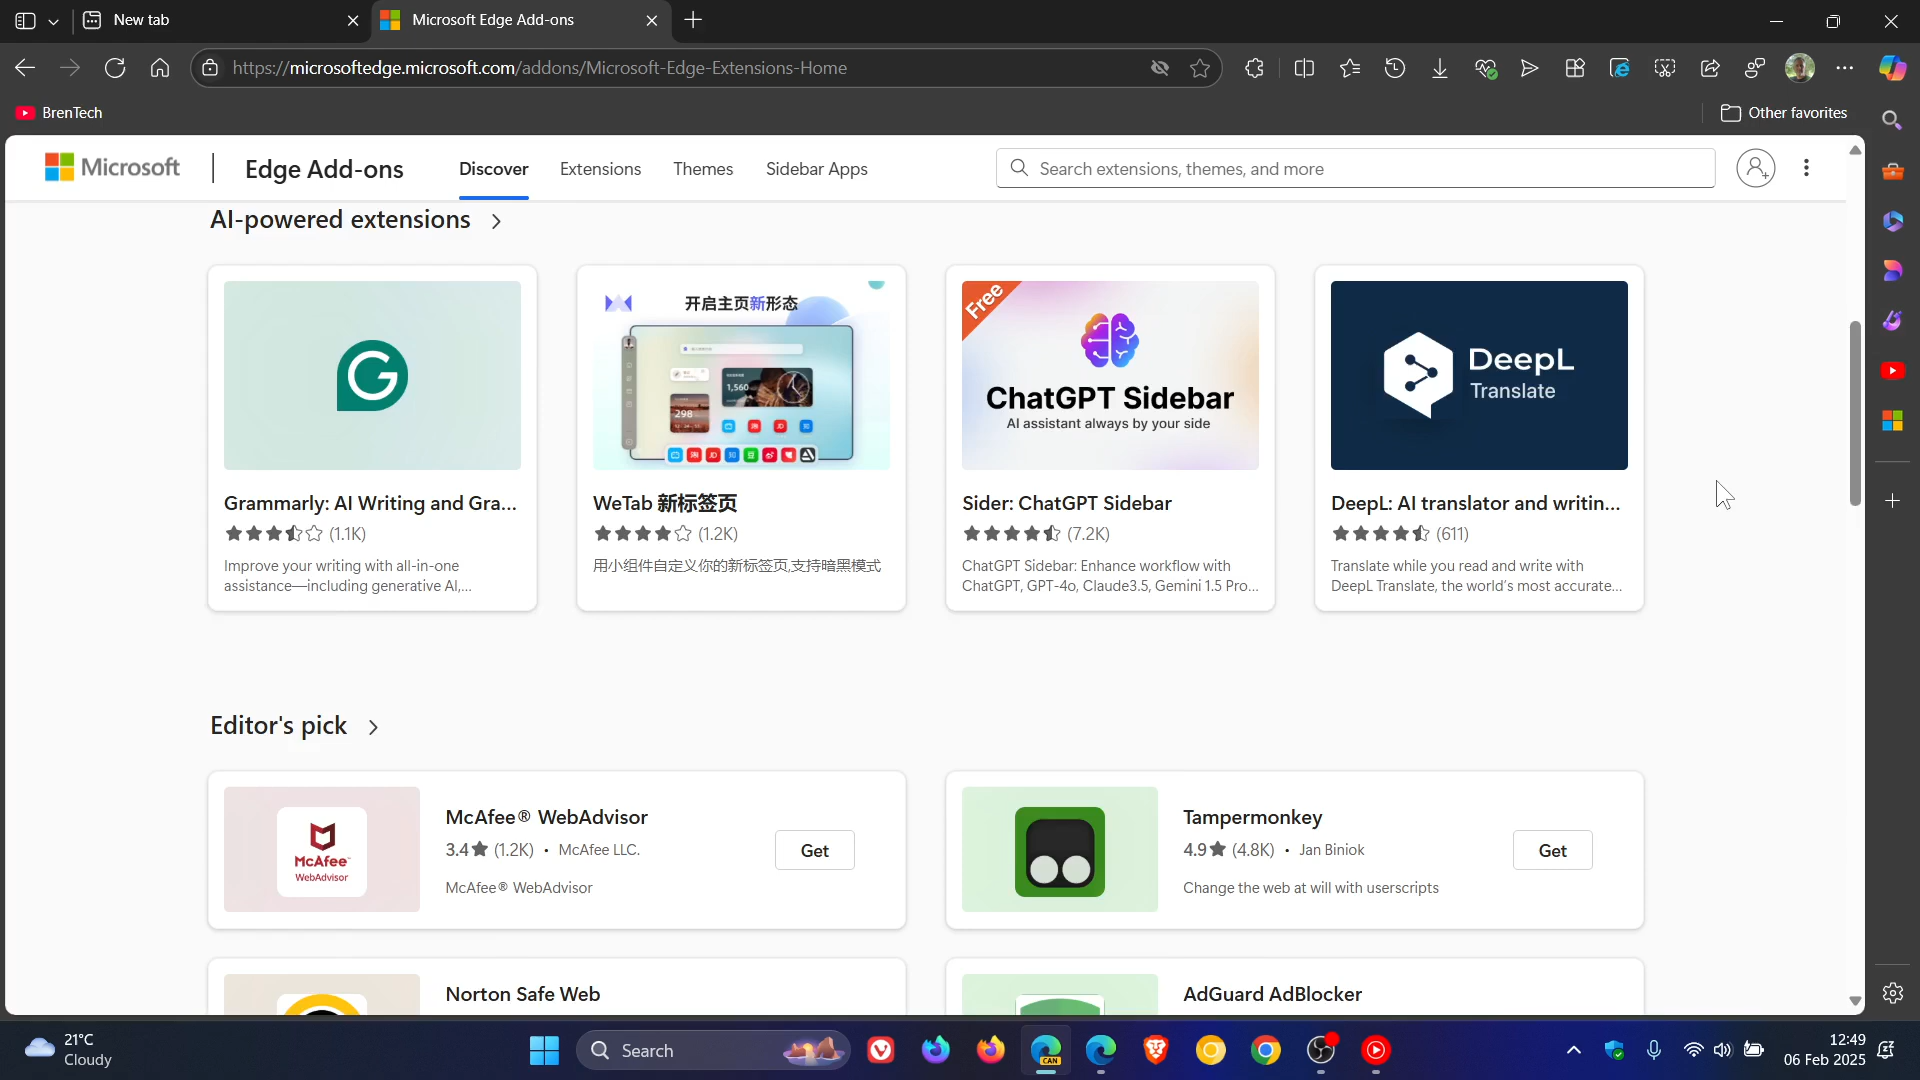 New tab
Microsoft Edge Add-ons
https://microsoftedge.microsoft.com/addons/Microsoft-Edge-Extensions-Home
BrenTech
Other favorites
Microsoft
Edge Add-ons
Discover
Extensions
Themes
Sidebar Apps
Search extensions, themes, and more
AI-powered extensions
开启主页新形态
1,560
298
Free
ChatGPT Sidebar
AI assistant always by your side
DeepL
Translate
Grammarly: AI Writing and Gra...
(1.1K)
Improve your writing with all-in-one
assistance—including generative AI,...
WeTab 新标签页
(1.2K)
用小组件自定义你的新标签页,支持暗黑模式
Sider: ChatGPT Sidebar
(7.2K)
ChatGPT Sidebar: Enhance workflow with
ChatGPT, GPT-4o, Claude3.5, Gemini 1.5 Pro...
DeepL: AI translator and writin...
(611)
Translate while you read and write with
DeepL Translate, the world's most accurate...
Editor's pick
McAfee
WebAdvisor
McAfee® WebAdvisor
3.4 (1.2K) • McAfee LLC.
McAfee® WebAdvisor
Get
Tampermonkey
4.9 (4.8K) • Jan Biniok
Change the web at will with userscripts
Get
Norton Safe Web
AdGuard AdBlocker
21°C
Cloudy
Search
CAN
12:49
06 Feb 2025